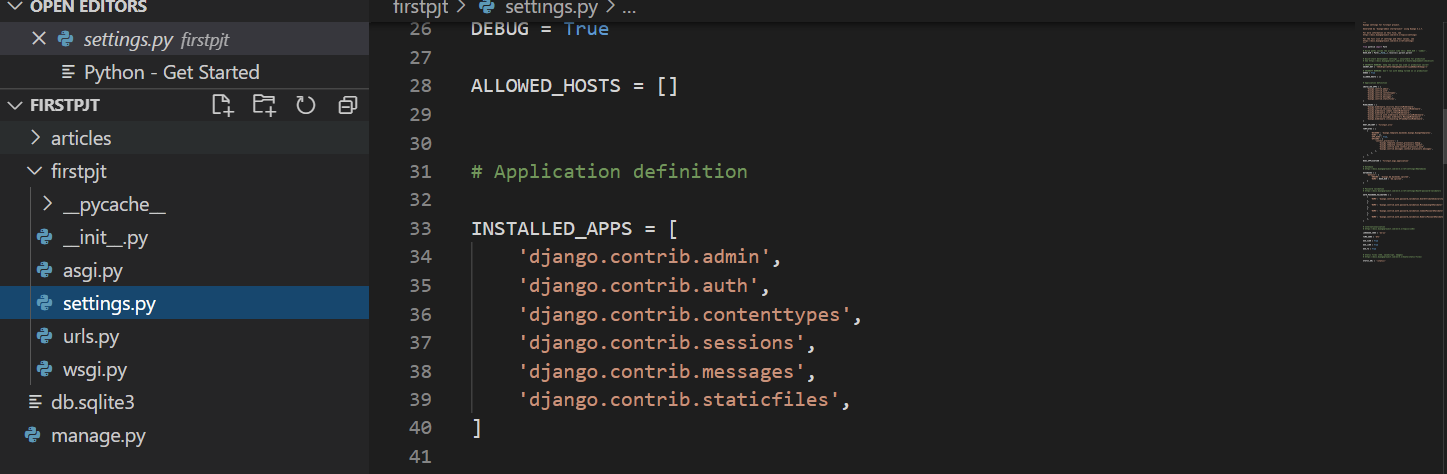 OPEN EDITORS
settings.py firstpjt
Python - Get Started
FIRSTPJT
articles
firstpjt
__pycache__
__init__.py
asgi.py
settings.py
urls.py
wsgi.py
db.sqlite3
manage.py
firstpjt > settings.py > ...
26 DEBUG = True
27
28 ALLOWED_HOSTS = []
29
30
31 # Application definition
32
33 INSTALLED_APPS = [
34 'django.contrib.admin',
35 'django.contrib.auth',
36 'django.contrib.contenttypes',
37 'django.contrib.sessions',
38 'django.contrib.messages',
39 'django.contrib.staticfiles',
40 ]
41